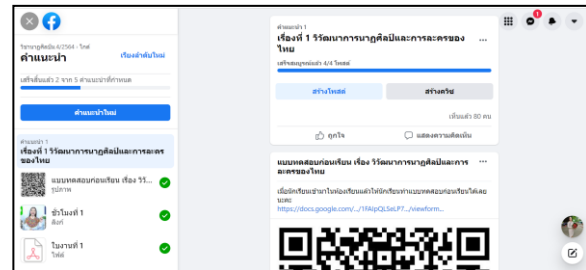 วิชานาฏศิลป์ม.4/2564 - ไกด์
คำแนะนำ
เรียงลำดับใหม่
เสร็จสิ้นแล้ว 2 จาก 5 คำแนะนำที่กำหนด
คำแนะนำใหม่
คำแนะนำ 1
เรื่องที่ 1 วิวัฒนาการนาฏศิลป์และการละคร
ของไทย
แบบทดสอบก่อนเรียน เรื่อง วิวั...
รูปภาพ
ชั่วโมงที่ 1
ลิงก์
ใบงานที่ 1
ไฟล์
คำแนะนำ 1
เรื่องที่ 1 วิวัฒนาการนาฏศิลปและการละครของ
ไทย
เสร็จสมบูรณ์แล้ว 4/4 โพสต์
สร้างโพสต์
สร้างควิซ
เห็นแล้ว 80 คน
ถูกใจ
แสดงความคิดเห็น
แบบทดสอบก่อนเรียน เรื่อง วิวัฒนาการนาฏศิลป์และการ
ละครของไทย
เมื่อนักเรียนเข้ามาในห้องเรียนแล้วให้นักเรียนทำแบบทดสอบก่อนเรียนได้เลย
นะคะ
https://docs.google.com/.../1FAIpQLSeLP7.../viewform...
1